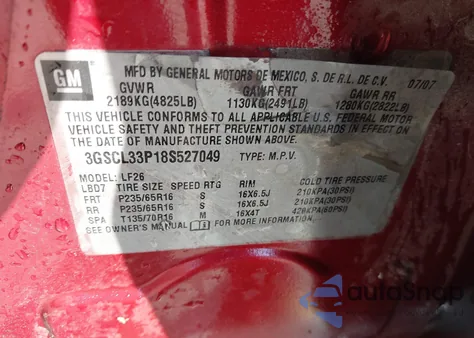 GM
MFD BY GENERAL MOTORS DE MEXICO, S. DE R.L. DE C.V. 07/07
GVWR GAWR FRT GAWR RR
2189KG(4825LB) 1130KG(2491LB) 1280KG(2822LB)
THIS VEHICLE CONFORMS TO ALL APPLICABLE U.S. FEDERAL MOTOR
VEHICLE SAFETY, BUMPER, AND THEFT PREVENTION STANDARDS IN EFFECT ON
THE DATE OF MANUFACTURE SHOWN ABOVE.
3GSCL33P18S527049 TYPE: M.P.V.
MODEL: LF26
LBD7 TIRE SIZE SPEED RTG RIM COLD TIRE PRESSURE
FRT P235/65R16 S 16X6.5J 210KPA(30PSI)
RR P235/65R16 S 16X6.5J 210KPA(30PSI)
SPA T135/70R16 M 16X4T 420KPA(60PSI)
SEE OWNER'S MANUAL FOR MORE INFORMATION.
AutoSnap